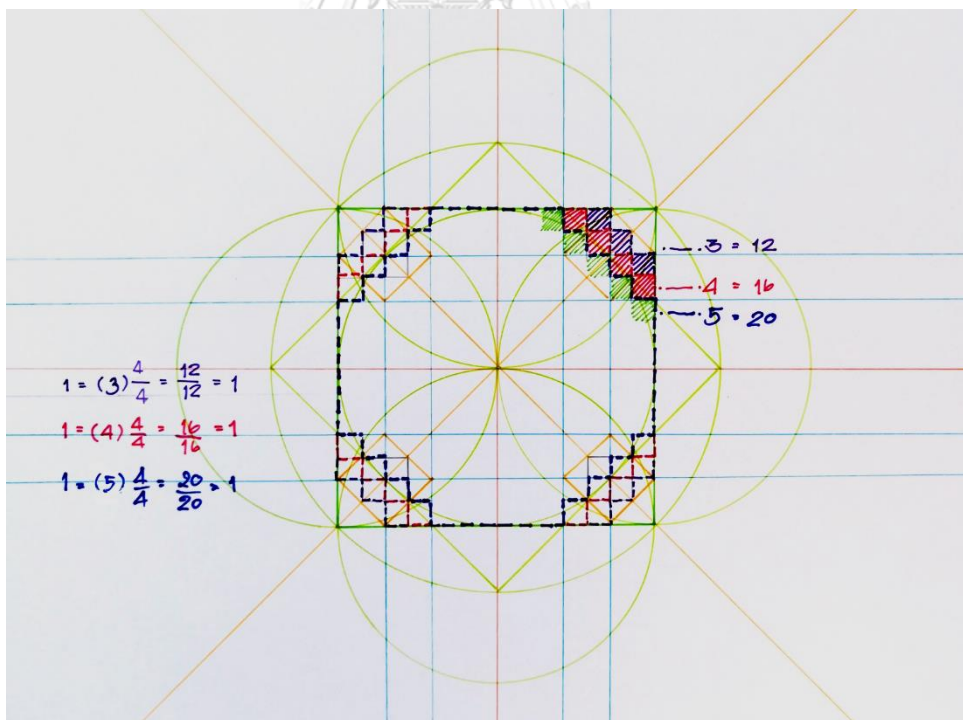 3 = 12
4 = 16
5 = 20
1 = (3) 4/4 = 12/12 = 1
1 = (4) 4/4 = 16/16 = 1
1 = (5) 4/4 = 20/20 = 1